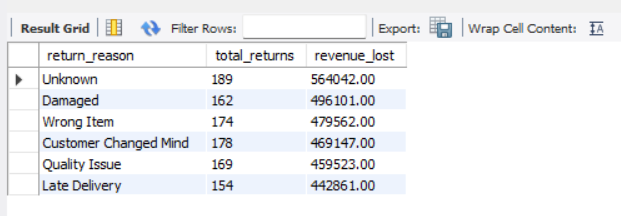 Result Grid Filter Rows: Export: Wrap Cell Content:
return_reason total_returns revenue_lost
Unknown 189 564042.00
Damaged 162 496101.00
Wrong Item 174 479562.00
Customer Changed Mind 178 469147.00
Quality Issue 169 459523.00
Late Delivery 154 442861.00